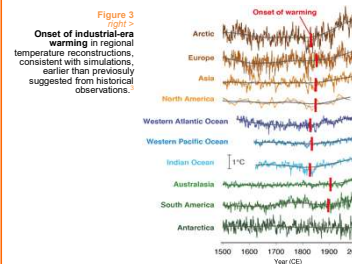 Figure 3
right >
Onset of industrial-era
warming in regional
temperature reconstructions,
consistent with simulations,
earlier than previosuly
suggested from historical
observations.³
Onset of warming
Arctic
Europe
Asia
North America
Western Atlantic Ocean
Western Pacific Ocean
Indian Ocean
1°C
Australasia
South America
Antarctica
1500 1600 1700 1800 1900
Year (CE)